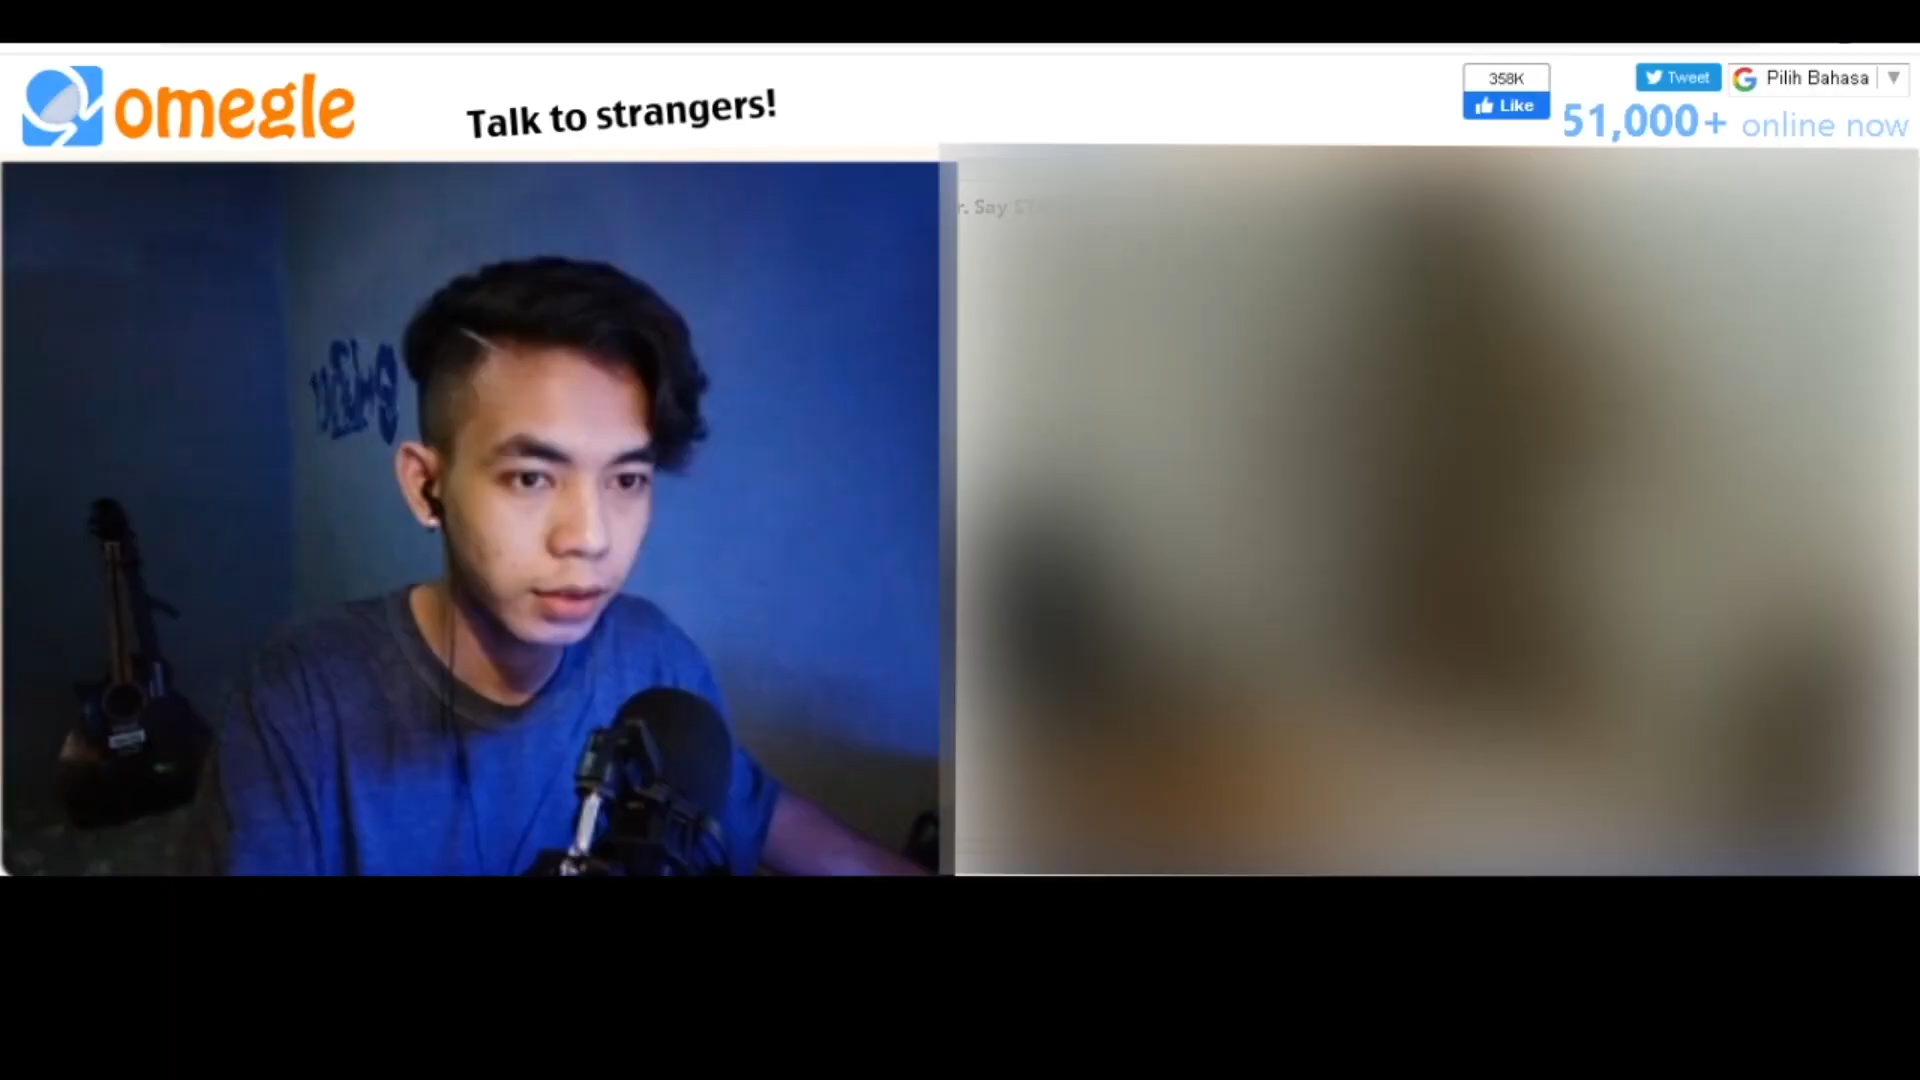 omegle
Talk to strangers!
358K
Like
Tweet
Pilih Bahasa
51,000+ online now
r. Say